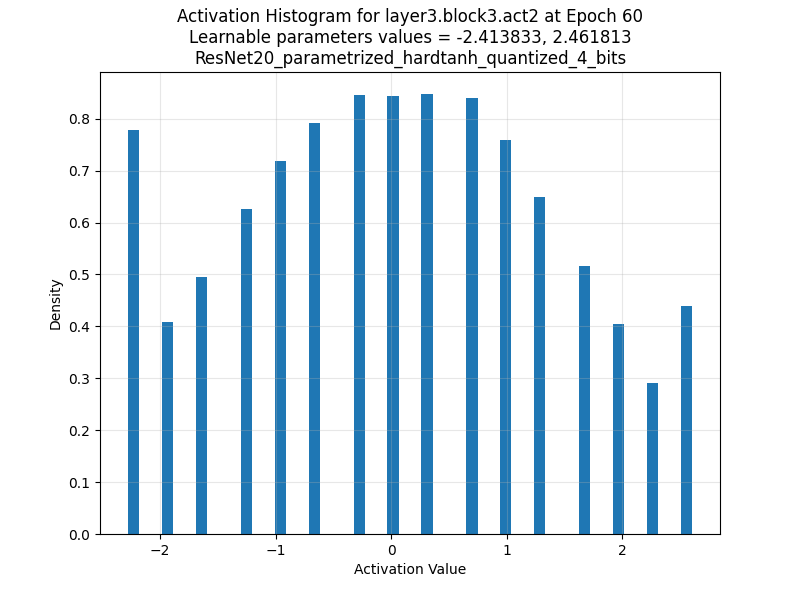 Activation Histogram for layer3.block3.act2 at Epoch 60
Learnable parameters values = -2.413833, 2.461813
ResNet20_parametrized_hardtanh_quantized_4_bits
0.8
0.7
0.6
0.5
0.4
0.3
0.2
0.1
0.0
Density
−2 −1 0 1 2
Activation Value